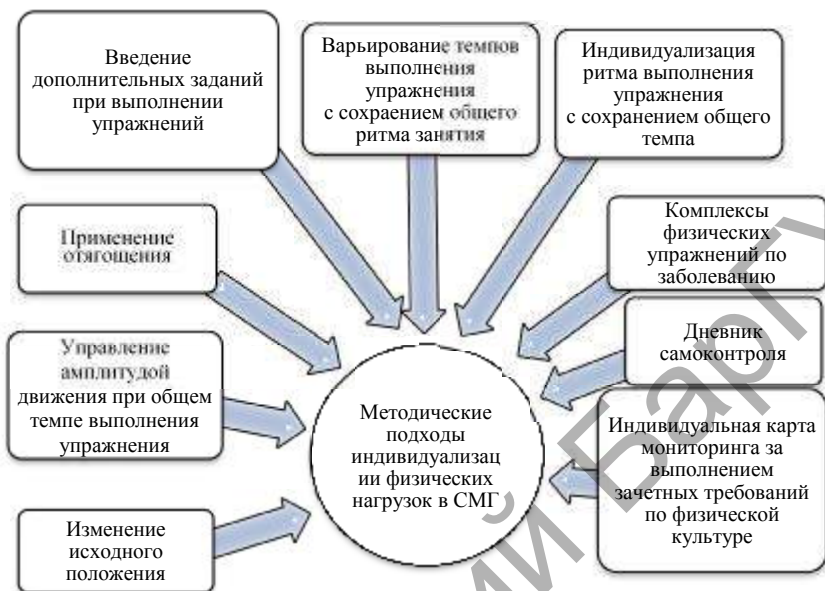 Введение
дополнительных заданий
при выполнении
упражнений
Варьирование темпов
выполнения
упражнения
с сохраением общего
ритма занятия
Индивидуализация
ритма выполнения
упражнения
с сохранением общего
темпа
Применение
отягощения
Комплексы
физических
упражнений по
заболеванию
Управление
амплитудой
движения при общем
темпе выполнения
упражнения
Дневник
самоконтроля
Методические
подходы
индивидуализац
ии физических
нагрузок в СМГ
Индивидуальная карта
мониторинга за
выполнением
зачетных требований
по физической
культуре
Изменение
исходного
положения